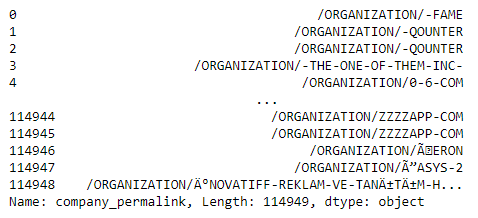 0 /ORGANIZATION/-FAME
1 /ORGANIZATION/-QOUNTER
2 /ORGANIZATION/-QOUNTER
3 /ORGANIZATION/-THE-ONE-OF-THEM-INC-
4 /ORGANIZATION/0-6-COM
...
114944 /ORGANIZATION/ZZZZAPP-COM
114945 /ORGANIZATION/ZZZZAPP-COM
114946 /ORGANIZATION/Ã�ERON
114947 /ORGANIZATION/Ã”ASYS-2
114948 /ORGANIZATION/Ä°NOVATIFF-REKLAM-VE-TANÄ±TÄ±M-H...
Name: company_permalink, Length: 114949, dtype: object